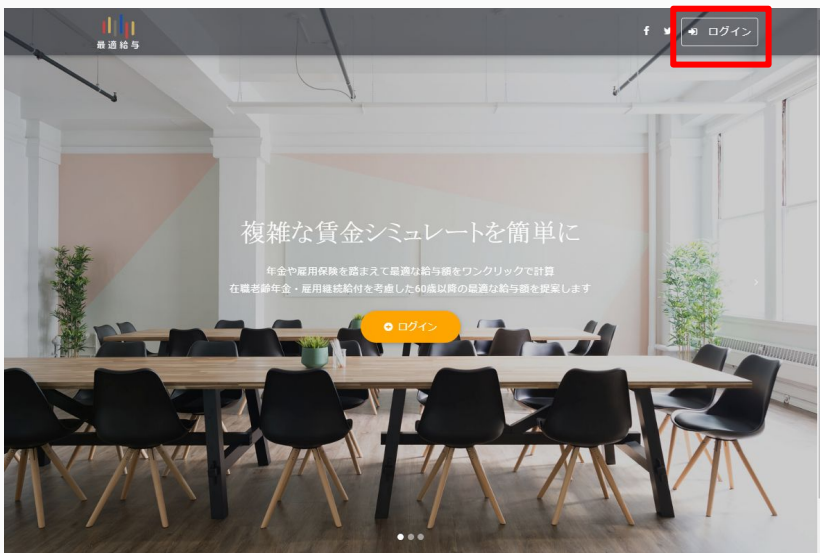 最適給与
ログイン
複雑な賃金シミュレートを簡単に
年金や雇用保険を踏まえて最適な給与額をワンクリックで計算
在職老齢年金・雇用継続給付を考慮した60歳以降の最適な給与額を提案します
ログイン